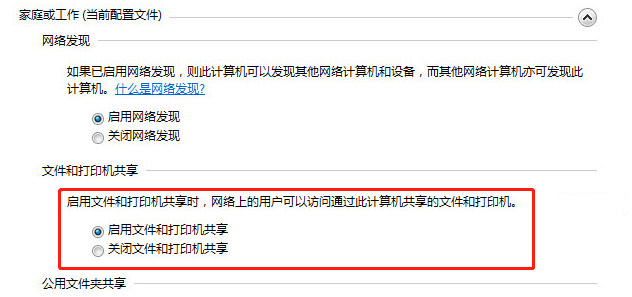 家庭或工作 (当前配置文件)
网络发现
如果已启用网络发现，则此计算机可以发现其他网络计算机和设备，而其他网络计算机亦可发现此
计算机。什么是网络发现?
启用网络发现
关闭网络发现
文件和打印机共享
启用文件和打印机共享时，网络上的用户可以访问通过此计算机共享的文件和打印机。
启用文件和打印机共享
关闭文件和打印机共享
公用文件夹共享